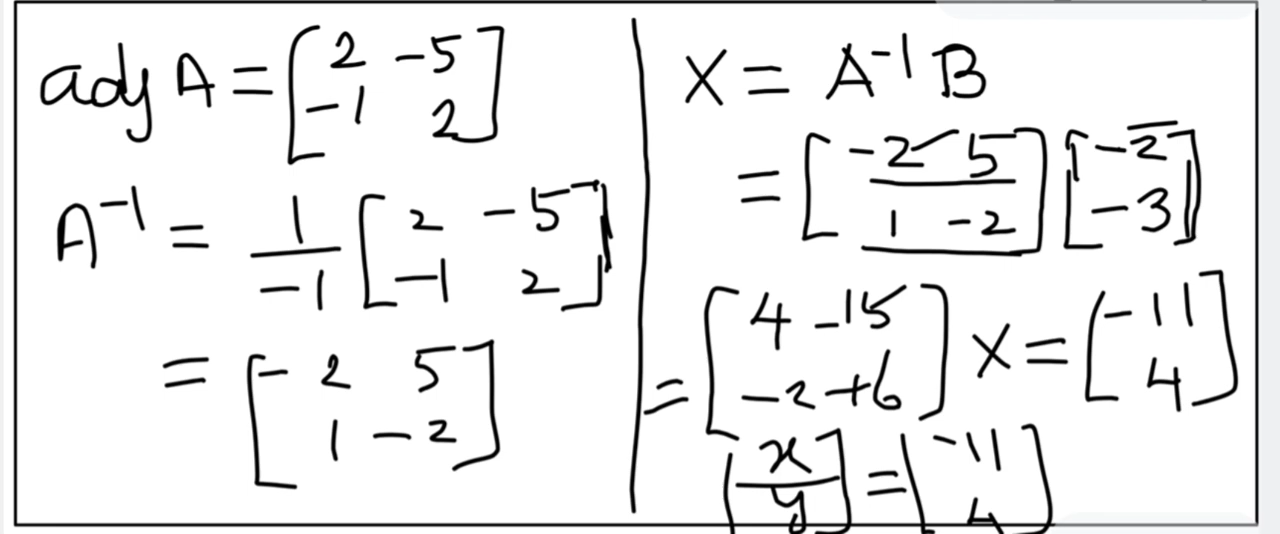 adj A = [ 2 -5
-1 2 ]
A⁻¹ = 1/-1 [ 2 -5
-1 2 ]
= [ -2 5
1 -2 ]
X = A⁻¹ B
= [ -2 5
1 -2 ] [ -2
-3 ]
= [ 4 -15
-2 +6 ] X = [ -11
4 ]
[ x
y ] = [ -11
4 ]